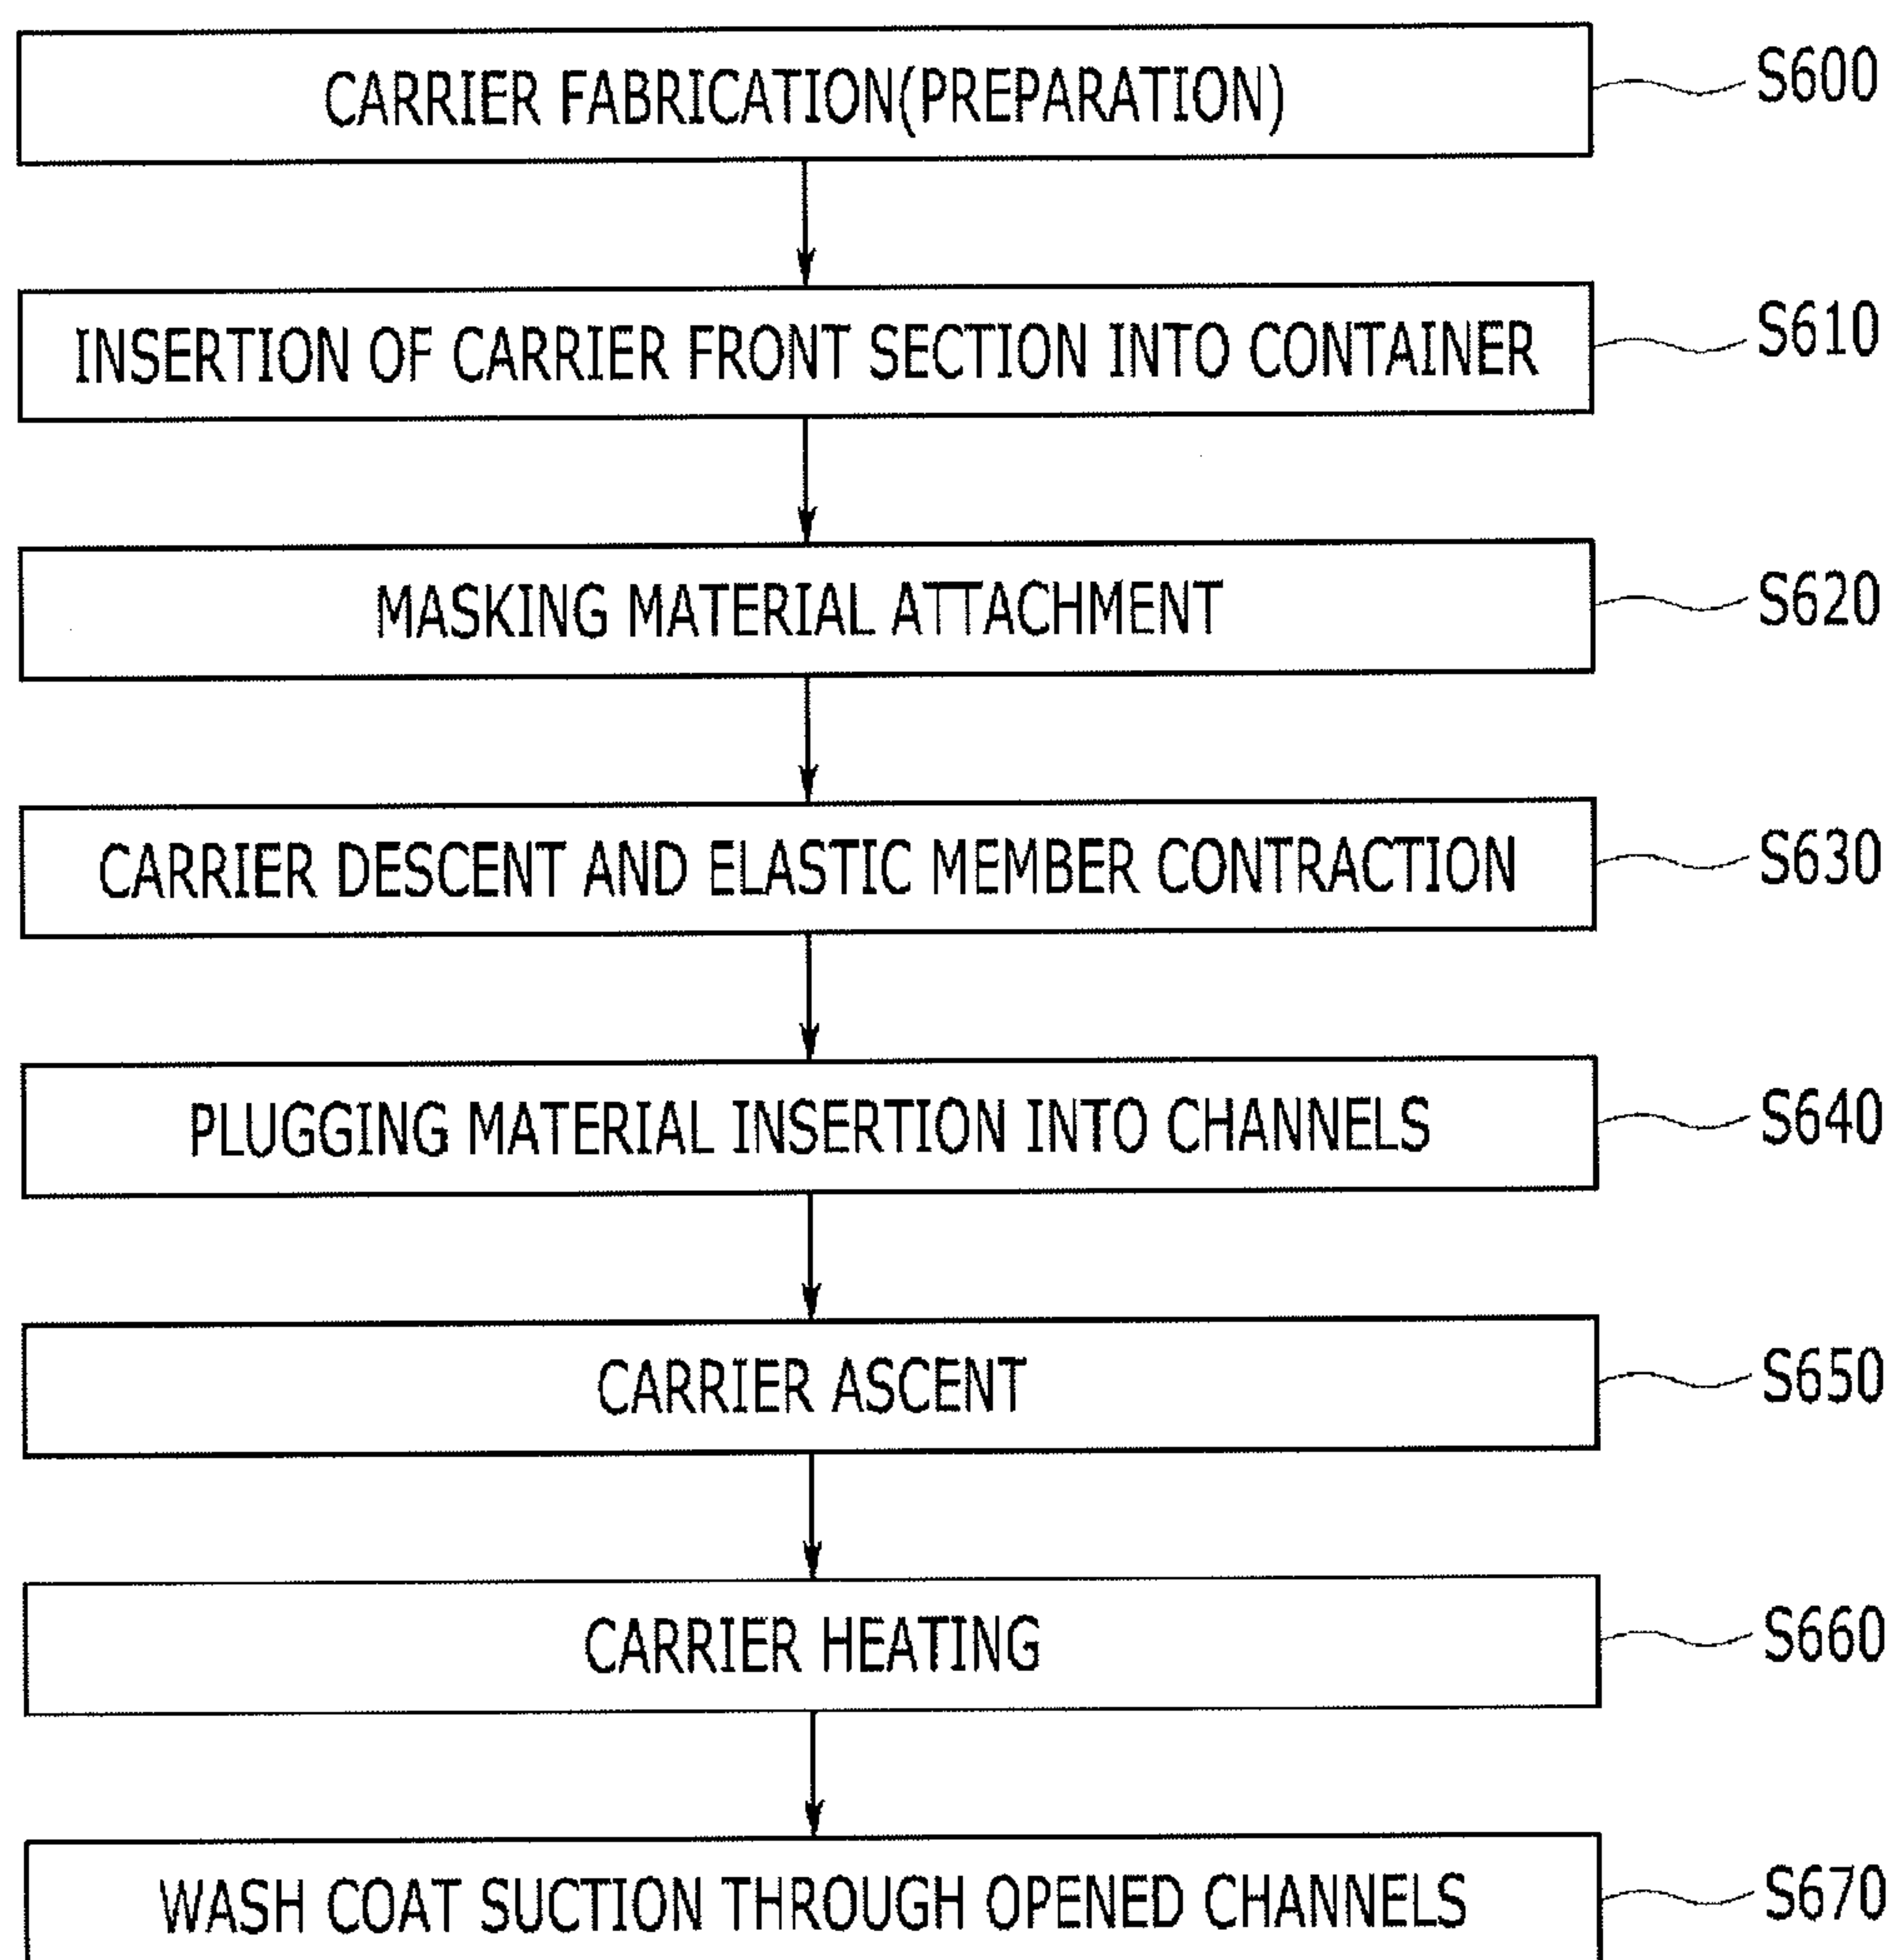 CARRIER FABRICATION(PREPARATION)
S600
INSERTION OF CARRIER FRONT SECTION INTO CONTAINER
S610
MASKING MATERIAL ATTACHMENT
S620
CARRIER DESCENT AND ELASTIC MEMBER CONTRACTION
S630
PLUGGING MATERIAL INSERTION INTO CHANNELS
S640
CARRIER ASCENT
S650
CARRIER HEATING
S660
WASH COAT SUCTION THROUGH OPENED CHANNELS
S670